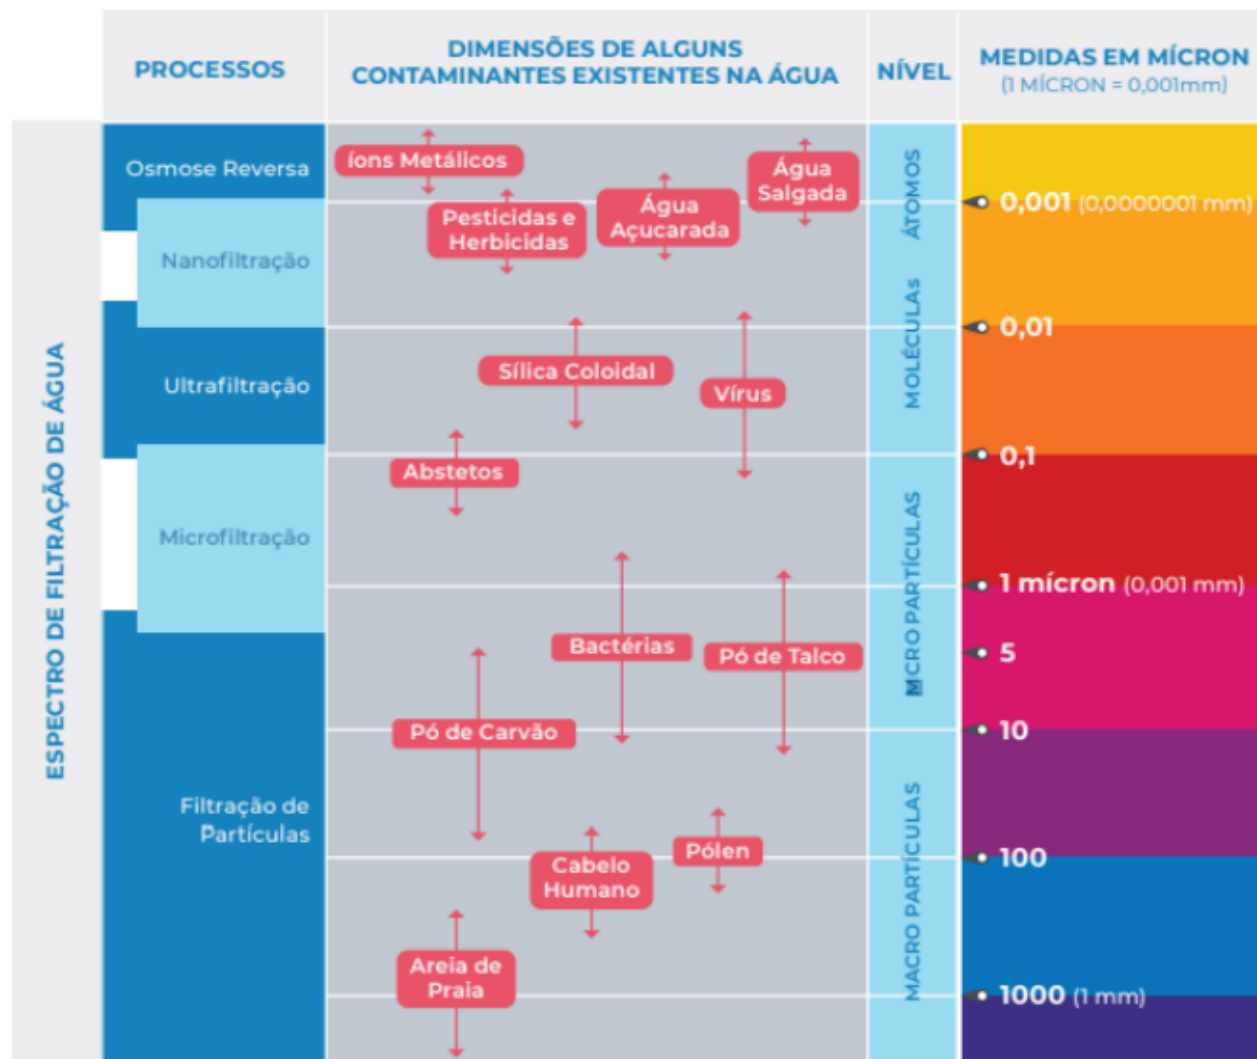 PROCESSOS
DIMENSÕES DE ALGUNS
CONTAMINANTES EXISTENTES NA ÁGUA
NÍVEL
MEDIDAS EM MÍCRON
(1 MÍCRON = 0,001mm)
ESPECTRO DE FILTRAÇÃO DE ÁGUA
Osmose Reversa
Nanofiltração
Ultrafiltração
Microfiltração
Filtração de
Partículas
íons Metálicos
Pesticidas e
Herbicidas
Água
Açucarada
Água
Salgada
Sílica Coloidal
Vírus
Abstetos
Bactérias
Pó de Talco
Pó de Carvão
Cabelo
Humano
Pólen
Areia de
Praia
ÁTOMOS
MOLÉCULAs
MCRO PARTÍCULAS
MACRO PARTÍCULAS
0,001 (0,0000001 mm)
0,01
0,1
1 mícron (0,001 mm)
5
10
100
1000 (1 mm)